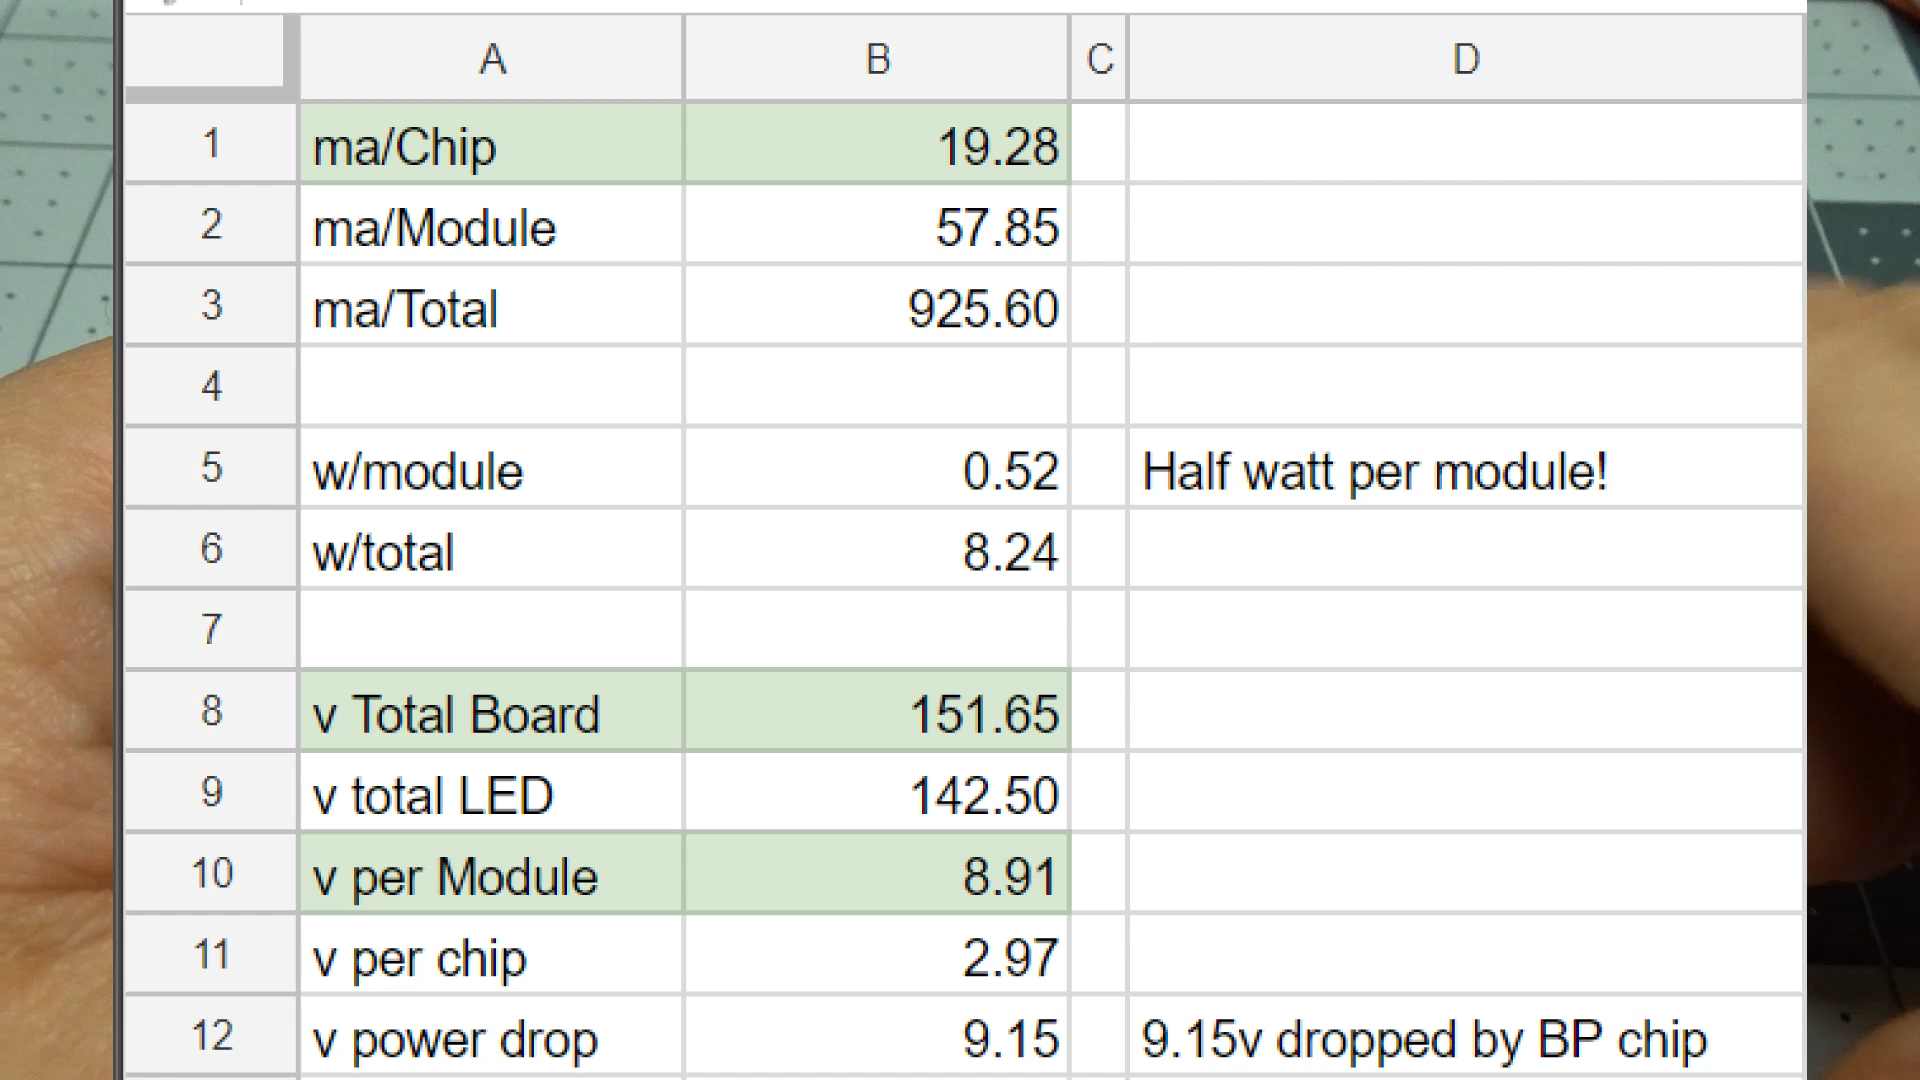 A B C D
1 ma/Chip 19.28
2 ma/Module 57.85
3 ma/Total 925.60
4
5 w/module 0.52 Half watt per module!
6 w/total 8.24
7
8 v Total Board 151.65
9 v total LED 142.50
10 v per Module 8.91
11 v per chip 2.97
12 v power drop 9.15 9.15v dropped by BP chip